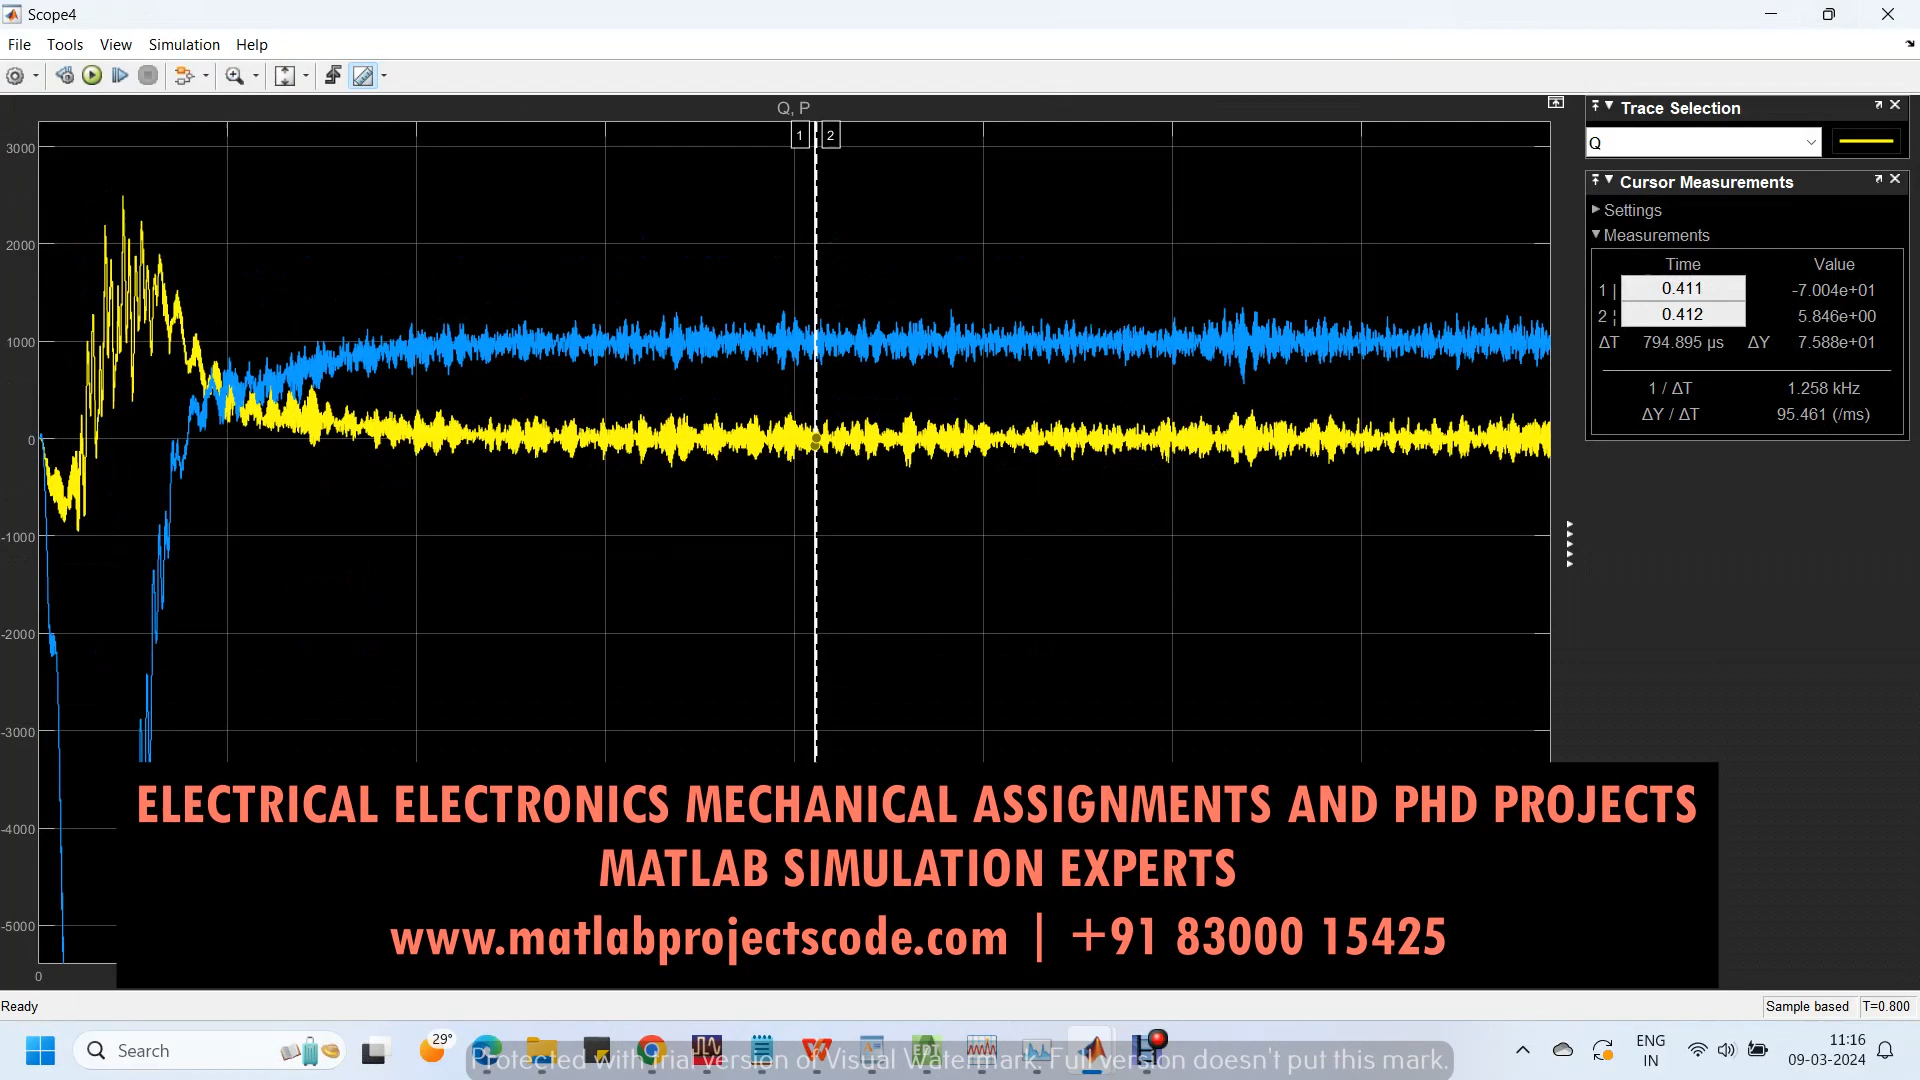 Scope4
File Tools View Simulation Help
Q, P
Trace Selection
1 2
3000
Q
Cursor Measurements
Settings
Measurements
2000
Time Value
1 | 0.411 -7.004e+01
2 ¦ 0.412 5.846e+00
1000
ΔT 794.895 µs ΔY 7.588e+01
1 / ΔT 1.258 kHz
ΔY / ΔT 95.461 (/ms)
0
-1000
-2000
-3000
-4000
-5000
0
ELECTRICAL ELECTRONICS MECHANICAL ASSIGNMENTS AND PHD PROJECTS
MATLAB SIMULATION EXPERTS
www.matlabprojectscode.com | +91 83000 15425
Ready Sample based T=0.800
Search 29° ENG 11:16
IN 09-03-2024
Protected with trial version of Visual Watermark. Full version doesn't put this mark.